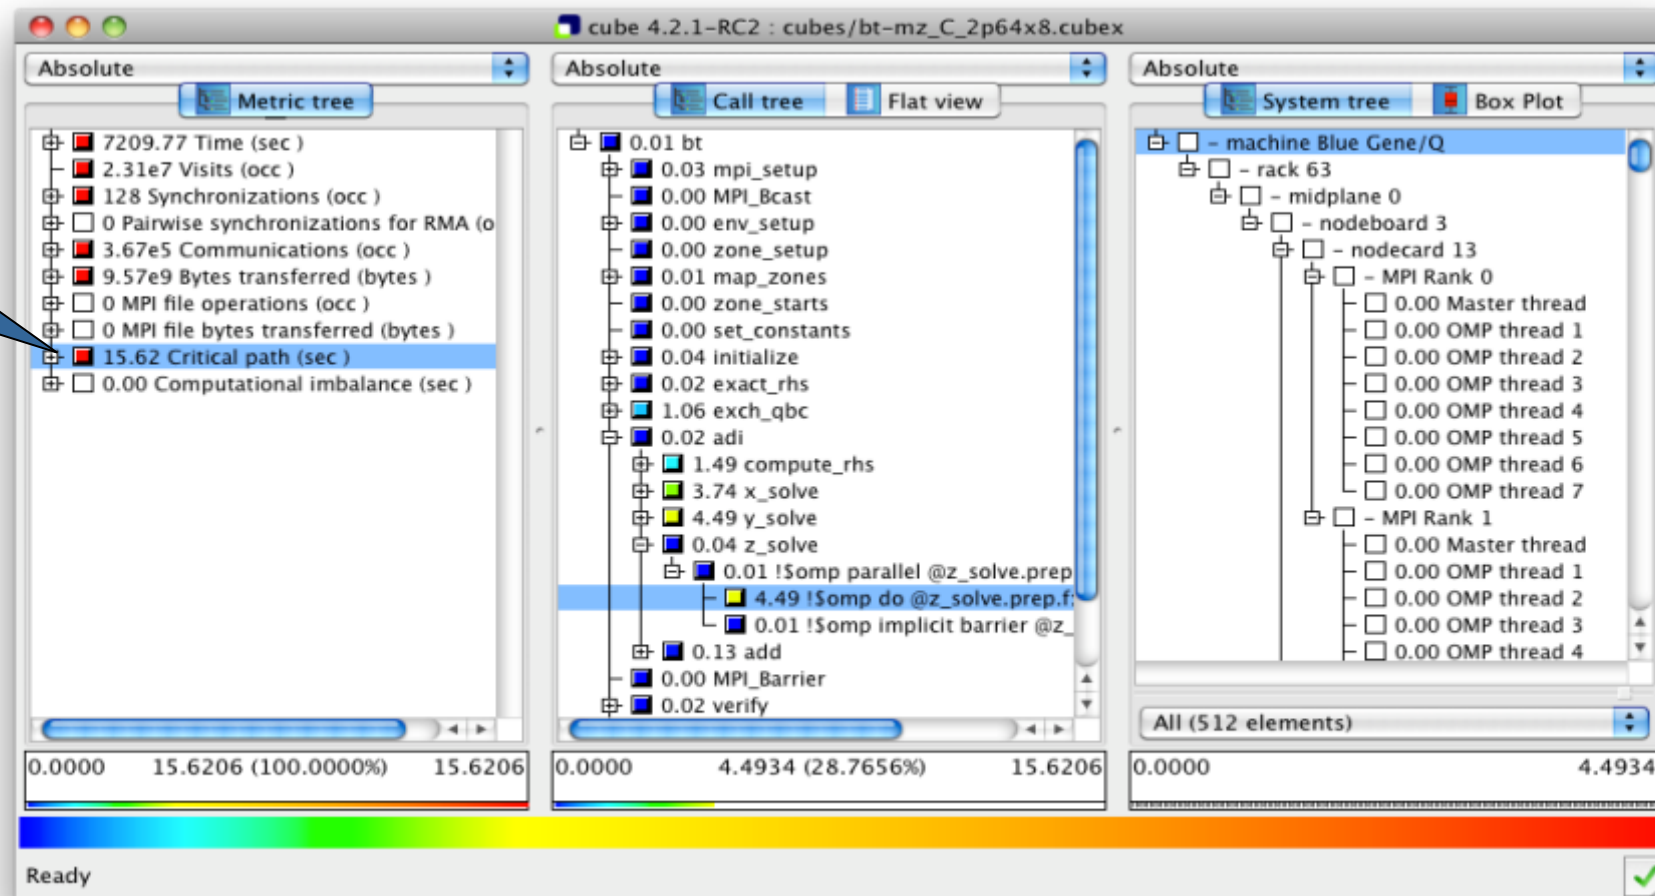 cube 4.2.1-RC2 : cubes/bt-mz_C_2p64x8.cubex
Absolute
Metric tree
7209.77 Time (sec )
2.31e7 Visits (occ )
128 Synchronizations (occ )
0 Pairwise synchronizations for RMA (o
3.67e5 Communications (occ )
9.57e9 Bytes transferred (bytes )
0 MPI file operations (occ )
0 MPI file bytes transferred (bytes )
15.62 Critical path (sec )
0.00 Computational imbalance (sec )
0.0000 15.6206 (100.0000%) 15.6206
Absolute
Call tree Flat view
0.01 bt
0.03 mpi_setup
0.00 MPI_Bcast
0.00 env_setup
0.00 zone_setup
0.01 map_zones
0.00 zone_starts
0.00 set_constants
0.04 initialize
0.02 exact_rhs
1.06 exch_qbc
0.02 adi
1.49 compute_rhs
3.74 x_solve
4.49 y_solve
0.04 z_solve
0.01 !$omp parallel @z_solve.prep
4.49 !$omp do @z_solve.prep.f
0.01 !$omp implicit barrier @z_
0.13 add
0.00 MPI_Barrier
0.02 verify
0.0000 4.4934 (28.7656%) 15.6206
Absolute
System tree Box Plot
- machine Blue Gene/Q
- rack 63
- midplane 0
- nodeboard 3
- nodecard 13
- MPI Rank 0
0.00 Master thread
0.00 OMP thread 1
0.00 OMP thread 2
0.00 OMP thread 3
0.00 OMP thread 4
0.00 OMP thread 5
0.00 OMP thread 6
0.00 OMP thread 7
- MPI Rank 1
0.00 Master thread
0.00 OMP thread 1
0.00 OMP thread 2
0.00 OMP thread 3
0.00 OMP thread 4
All (512 elements)
0.0000 4.4934
Ready